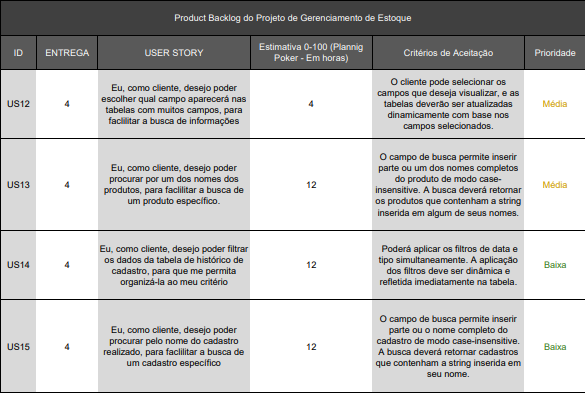 Product Backlog do Projeto de Gerenciamento de Estoque
ID
ENTREGA
USER STORY
Estimativa 0-100 (Plannig
Poker - Em horas)
Critérios de Aceitação
Prioridade
US12
4
Eu, como cliente, desejo poder
escolher qual campo aparecerá nas
tabelas com muitos campos, para
faclilitar a busca de informações
4
O cliente pode selecionar os
campos que deseja visualizar, e as
tabelas deverão ser atualizadas
dinamicamente com base nos
campos selecionados.
Média
US13
4
Eu, como cliente, desejo poder
procurar por um dos nomes dos
produtos, para faclilitar a busca de
um produto específico.
12
O campo de busca permite inserir
parte ou um dos nomes completos
do produto de modo case-
insensitive. A busca deverá retornar
os produtos que contenham a string
inserida em algum de seus nomes.
Média
US14
4
Eu, como cliente, desejo poder filtrar
os dados da tabela de histórico de
cadastro, para que me permita
organizá-la ao meu critério
12
Poderá aplicar os filtros de data e
tipo simultaneamente. A aplicação
dos filtros deve ser dinâmica e
refletida imediatamente na tabela.
Baixa
US15
4
Eu, como cliente, desejo poder
procurar pelo nome do cadastro
realizado, para faclilitar a busca de
um cadastro específico
12
O campo de busca permite inserir
parte ou o nome completo do
cadastro de modo case-insensitive.
A busca deverá retornar cadastros
que contenham a string inserida em
seu nome.
Baixa